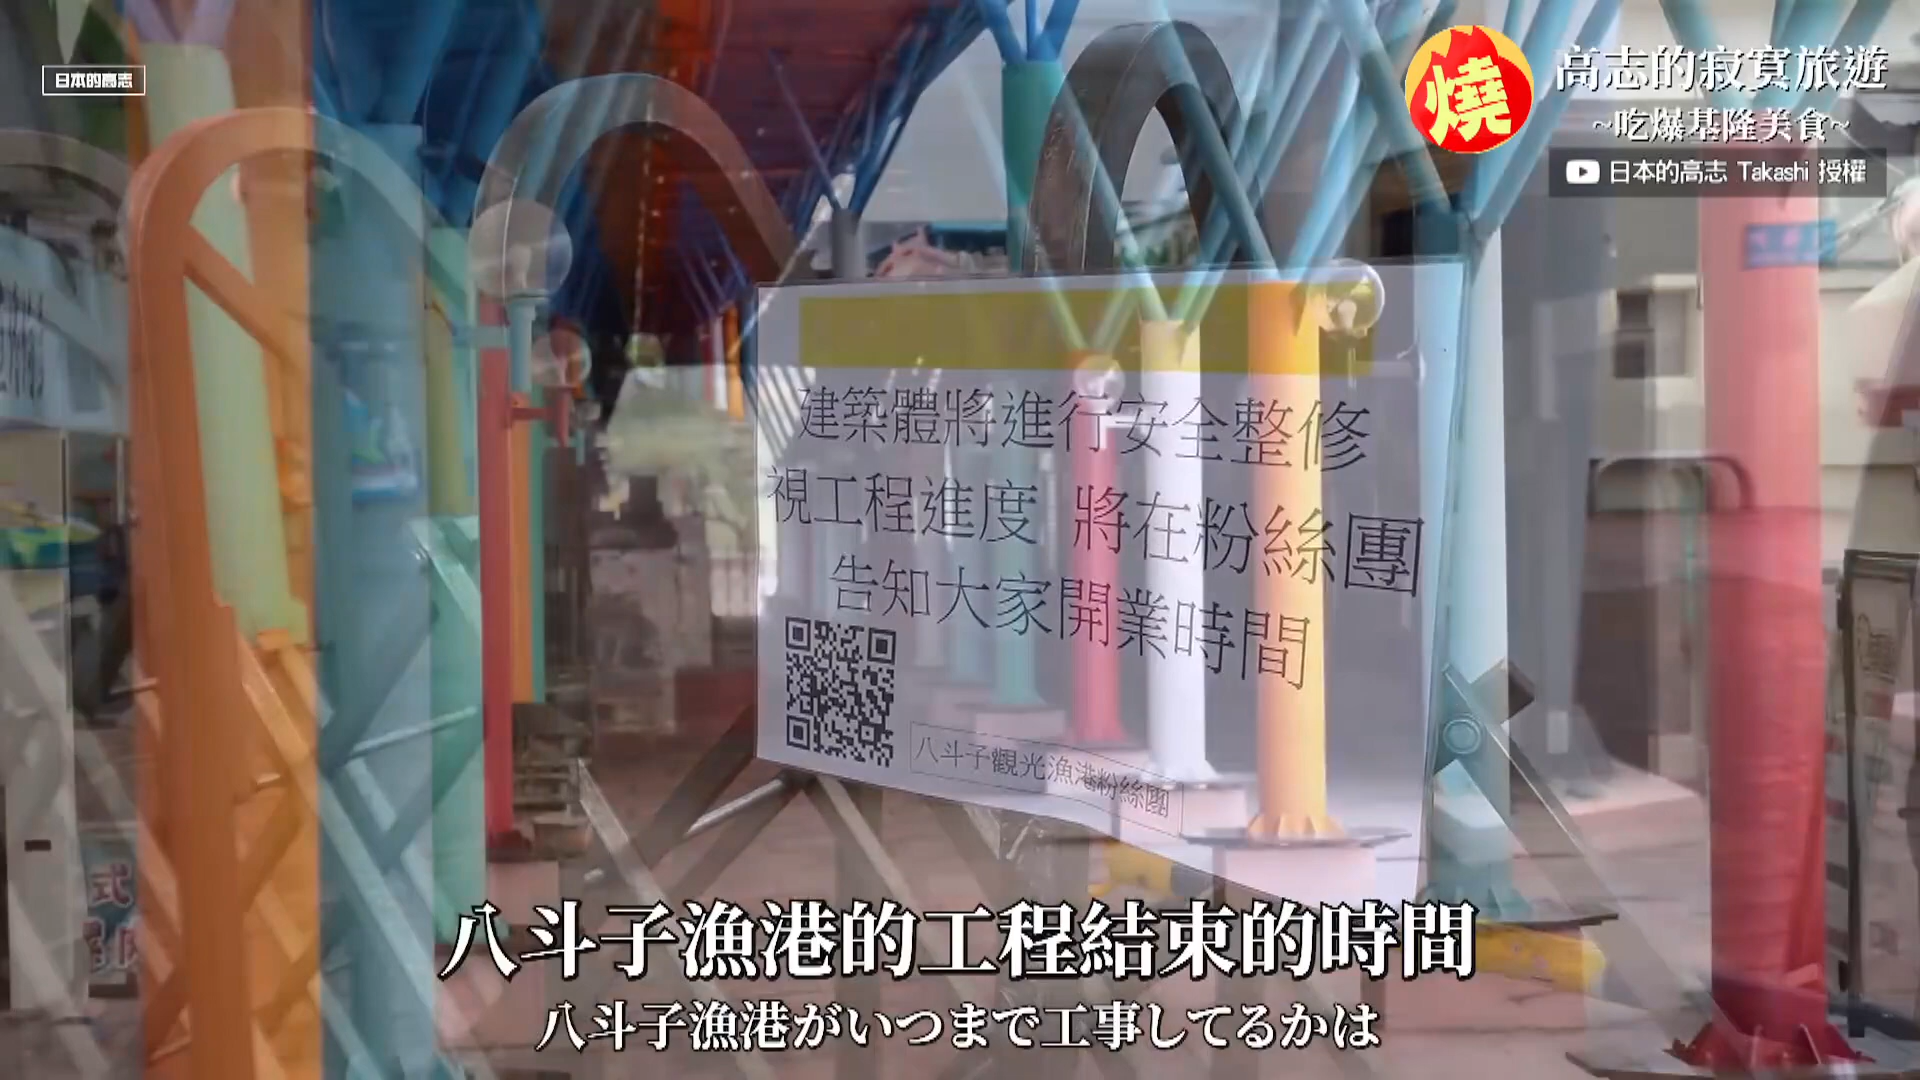 日本的高志
燒
高志的寂寞旅遊
~吃爆基隆美食~
日本的高志 Takashi 授權
建築體將進行安全整修
視工程進度 將在粉絲團
告知大家開業時間
八斗子觀光漁港粉絲團
式
八斗子漁港的工程結束的時間
八斗子漁港がいつまで工事してるかは